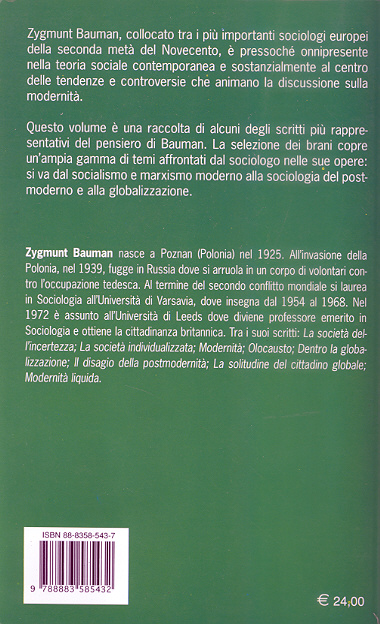 Zygmunt Bauman, collocato tra i più importanti sociologi europei
della seconda metà del Novecento, è pressoché onnipresente
nella teoria sociale contemporanea e sostanzialmente al centro
delle tendenze e controversie che animano la discussione sulla
modernità.
Questo volume è una raccolta di alcuni degli scritti più rappre-
sentativi del pensiero di Bauman. La selezione dei brani copre
un'ampia gamma di temi affrontati dal sociologo nelle sue opere:
si va dal socialismo e marxismo moderno alla sociologia del post-
moderno e alla globalizzazione.
Zygmunt Bauman nasce a Poznan (Polonia) nel 1925. All'invasione della
Polonia, nel 1939, fugge in Russia dove si arruola in un corpo di volontari con-
tro l'occupazione tedesca. Al termine del secondo conflitto mondiale si laurea
in Sociologia all'Università di Varsavia, dove insegna dal 1954 al 1968. Nel
1972 è assunto all'Università di Leeds dove diviene professore emerito in
Sociologia e ottiene la cittadinanza britannica. Tra i suoi scritti: La società del-
l'incertezza; La società individualizzata; Modernità; Olocausto; Dentro la globa-
lizzazione; Il disagio della postmodernità; La solitudine del cittadino globale;
Modernità liquida.
ISBN 88-8358-543-7
9 788883 585432
€ 24,00